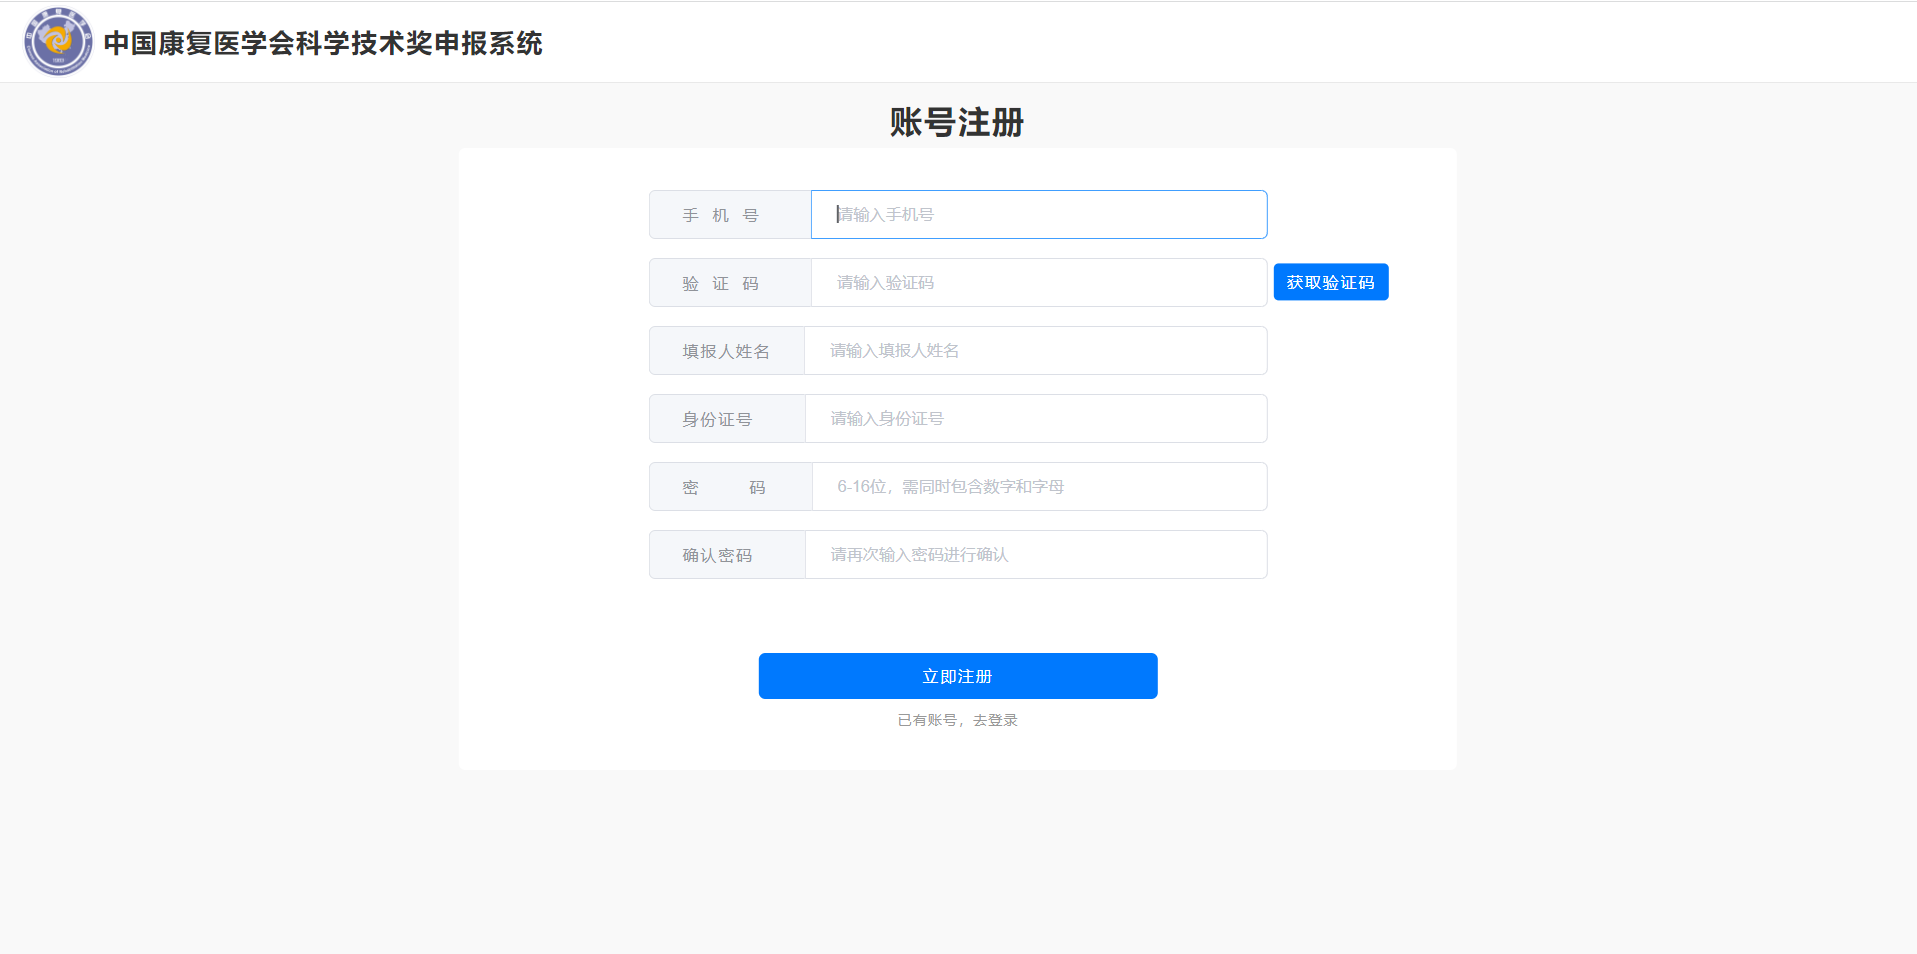 中国康复医学会科学技术奖申报系统
账号注册
手 机 号 请输入手机号
验 证 码 请输入验证码 获取验证码
填报人姓名 请输入填报人姓名
身份证号 请输入身份证号
密 码 6-16位，需同时包含数字和字母
确认密码 请再次输入密码进行确认
立即注册
已有账号，去登录